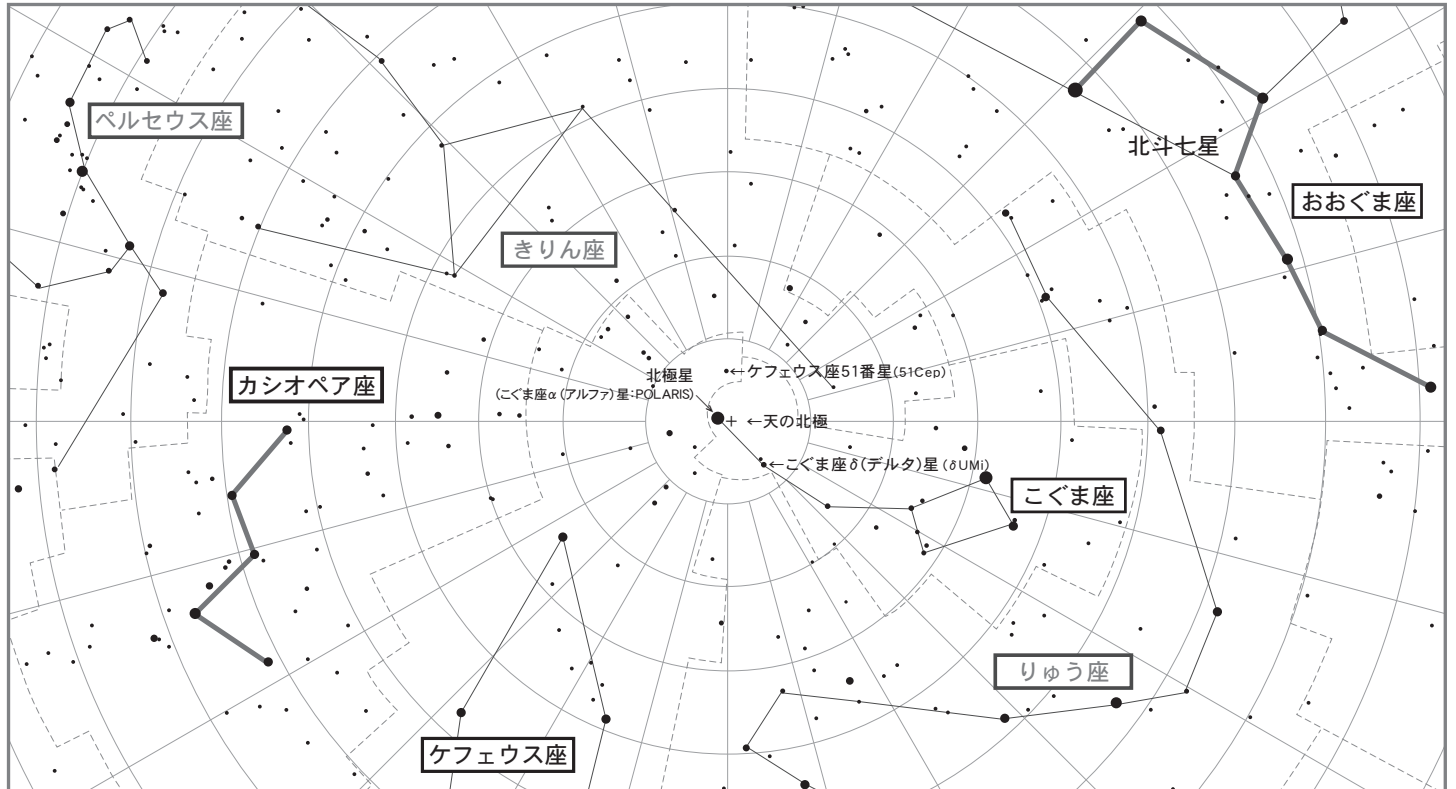 ペルセウス座
北斗七星
おおぐま座
きりん座
カシオペア座
北極星
(こぐま座α(アルファ)星:POLARIS)
←ケフェウス座51番星(51Cep)
+ ←天の北極
←こぐま座δ(デルタ)星(δUMi)
こぐま座
りゅう座
ケフェウス座